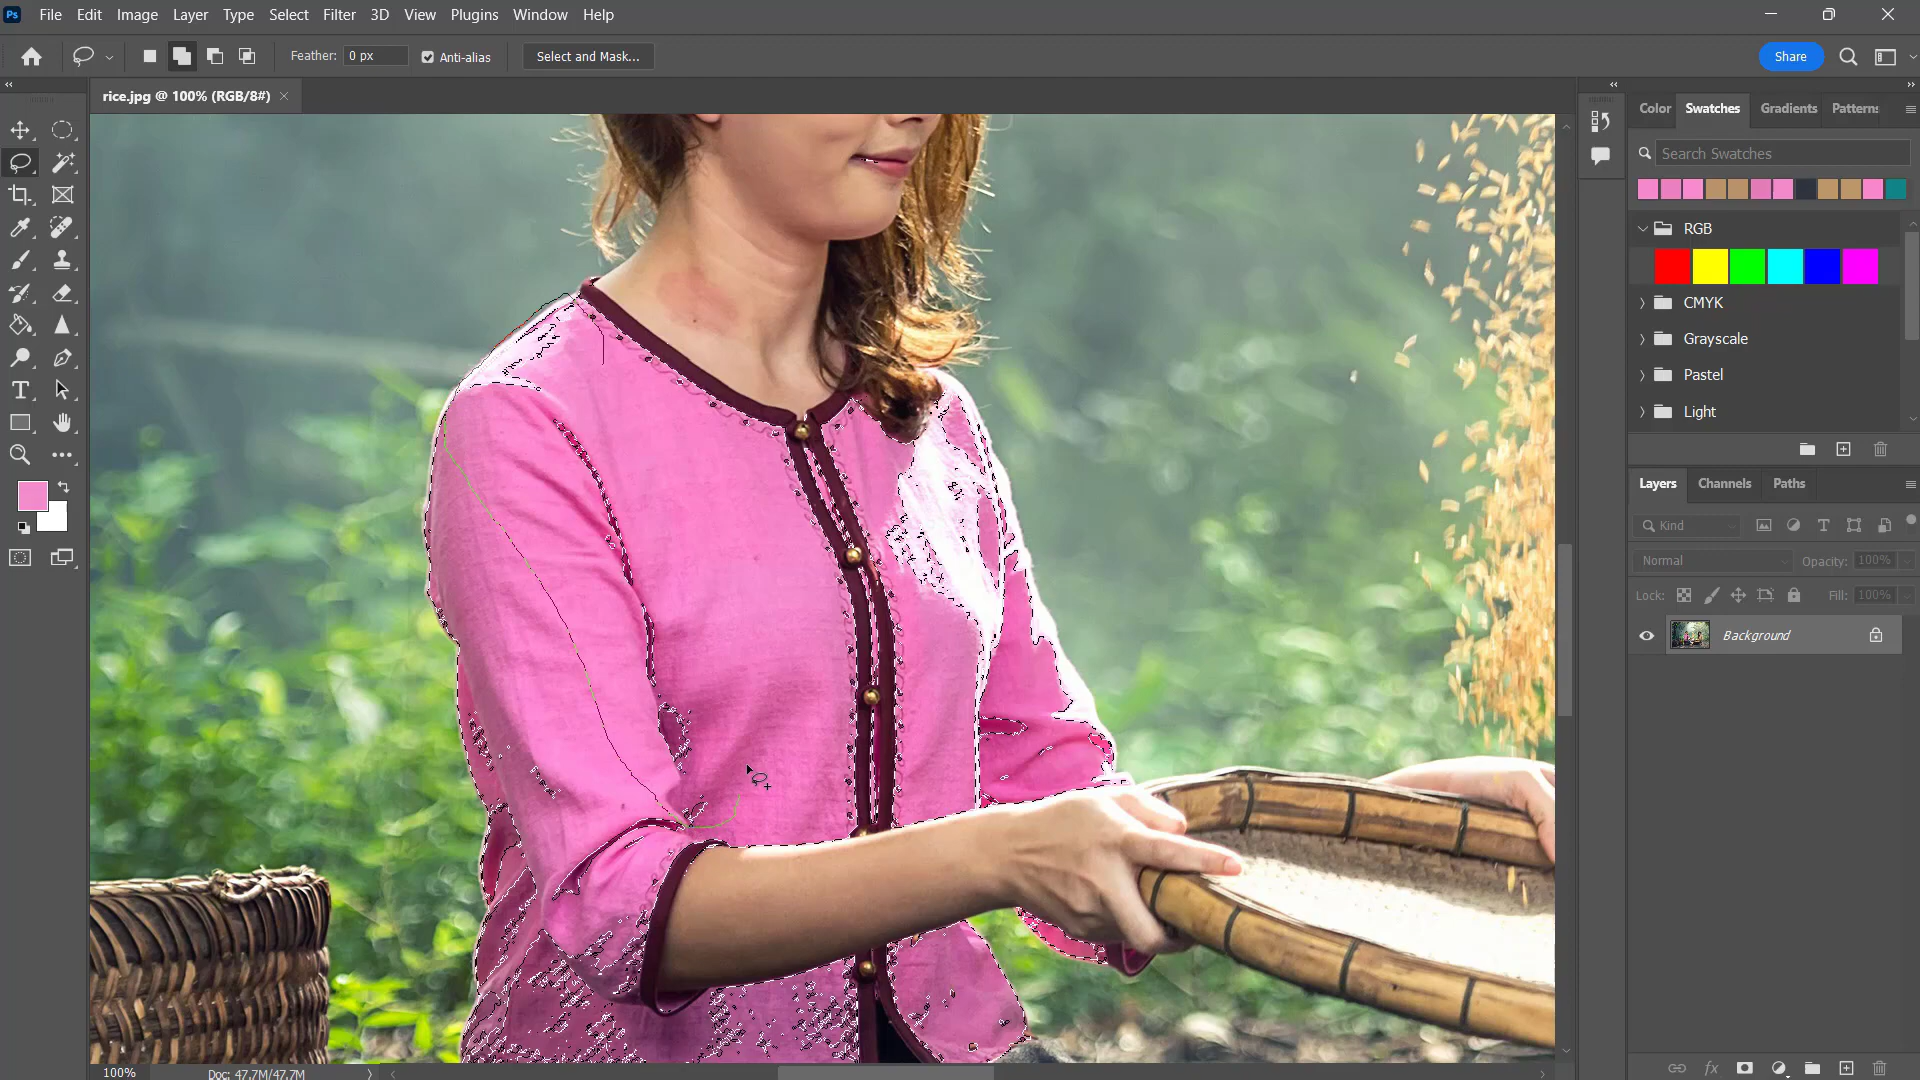 Ps File Edit Image Layer Type Select Filter 3D View Plugins Window Help
Feather: 0 px Anti-alias Select and Mask... Share
rice.jpg @ 100% (RGB/8#)
Color Swatches Gradients Patterns
Search Swatches
RGB
CMYK
Grayscale
Pastel
Light
Layers Channels Paths
Kind
Normal Opacity: 100%
Lock: Fill: 100%
Background
fx
100% Doc: 47.7M/47.7M